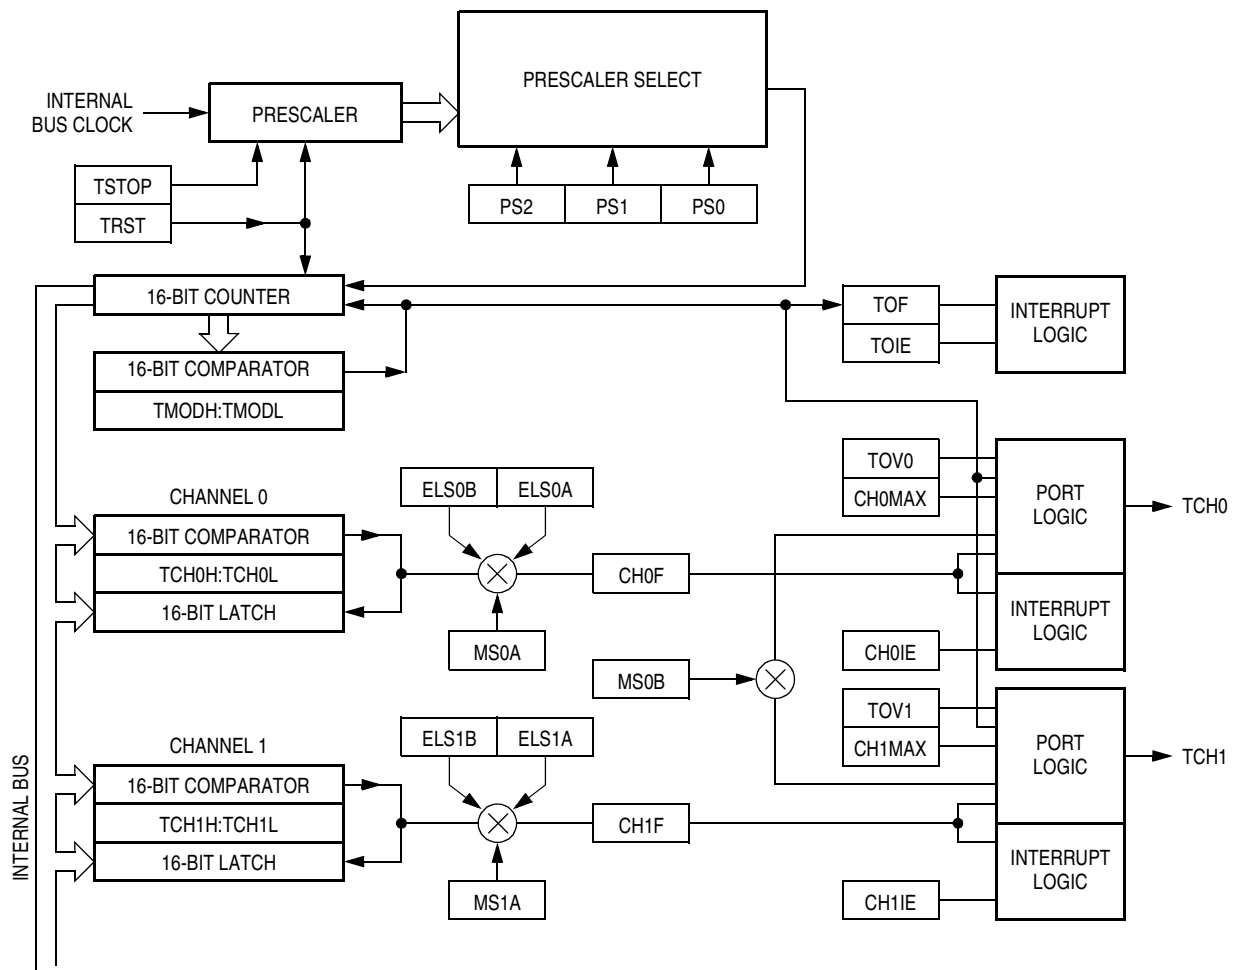 PRESCALER SELECT
INTERNAL
BUS CLOCK
PRESCALER
TSTOP
TRST
PS2
PS1
PS0
16-BIT COUNTER
TOF
TOIE
INTERRUPT
LOGIC
16-BIT COMPARATOR
TMODH:TMODL
CHANNEL 0
16-BIT COMPARATOR
TCH0H:TCH0L
16-BIT LATCH
ELS0B
ELS0A
MS0A
CH0F
TOV0
CH0MAX
PORT
LOGIC
TCH0
INTERRUPT
LOGIC
CH0IE
MS0B
CHANNEL 1
16-BIT COMPARATOR
TCH1H:TCH1L
16-BIT LATCH
ELS1B
ELS1A
MS1A
CH1F
TOV1
CH1MAX
PORT
LOGIC
TCH1
INTERRUPT
LOGIC
CH1IE
INTERNAL BUS